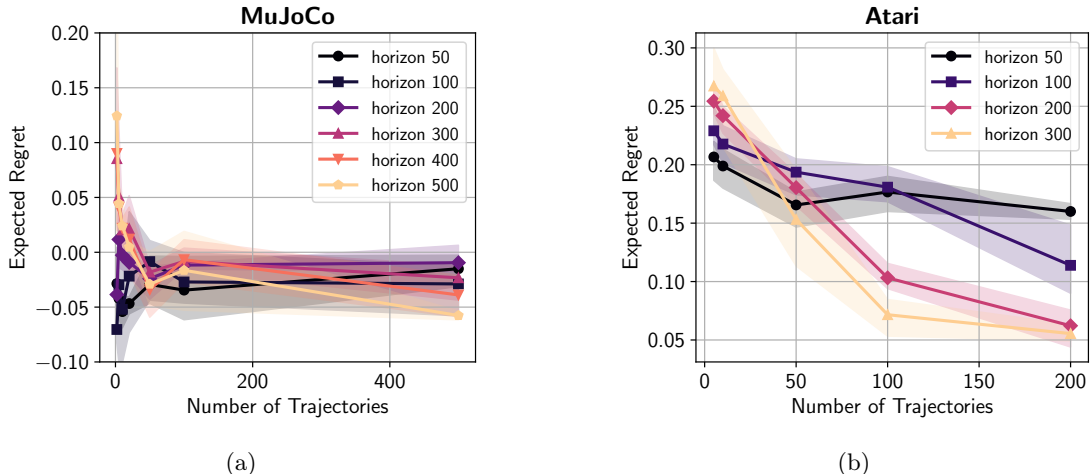 MuJoCo
0.20
0.15
0.10
0.05
0.00
−0.05
−0.10
Expected Regret
horizon 50
horizon 100
horizon 200
horizon 300
horizon 400
horizon 500
0
200
400
Number of Trajectories
(a)
Atari
0.30
0.25
0.20
0.15
0.10
0.05
Expected Regret
horizon 50
horizon 100
horizon 200
horizon 300
0
50
100
150
200
Number of Trajectories
(b)